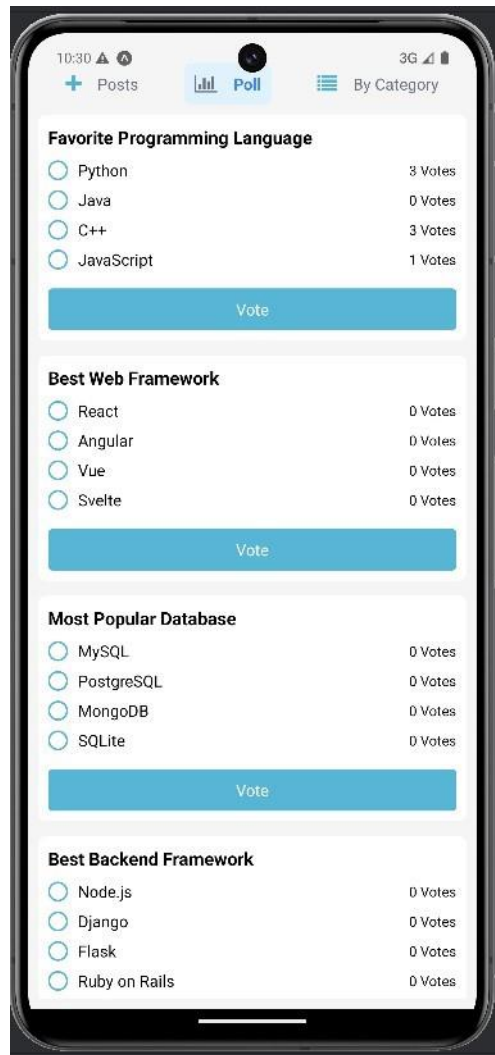 10:30 3G
Posts Poll By Category
Favorite Programming Language
Python 3 Votes
Java 0 Votes
C++ 3 Votes
JavaScript 1 Votes
Vote
Best Web Framework
React 0 Votes
Angular 0 Votes
Vue 0 Votes
Svelte 0 Votes
Vote
Most Popular Database
MySQL 0 Votes
PostgreSQL 0 Votes
MongoDB 0 Votes
SQLite 0 Votes
Vote
Best Backend Framework
Node.js 0 Votes
Django 0 Votes
Flask 0 Votes
Ruby on Rails 0 Votes